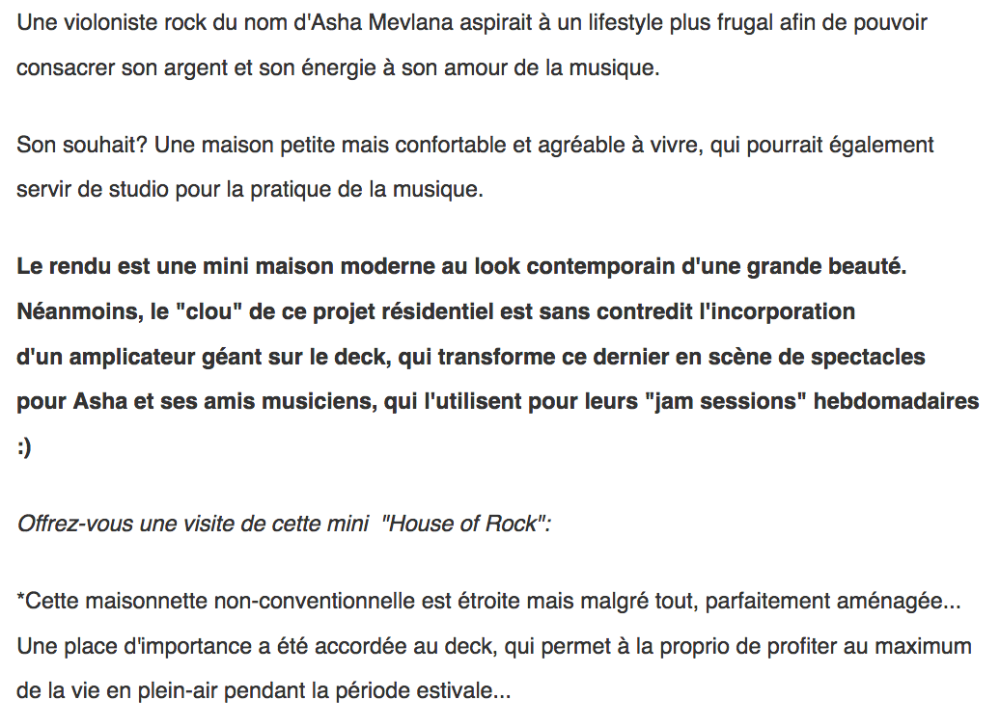 Une violoniste rock du nom d'Asha Mevlana aspirait à un lifestyle plus frugal afin de pouvoir
consacrer son argent et son énergie à son amour de la musique.
Son souhait? Une maison petite mais confortable et agréable à vivre, qui pourrait également
servir de studio pour la pratique de la musique.
Le rendu est une mini maison moderne au look contemporain d'une grande beauté.
Néanmoins, le "clou" de ce projet résidentiel est sans contredit l'incorporation
d'un amplicateur géant sur le deck, qui transforme ce dernier en scène de spectacles
pour Asha et ses amis musiciens, qui l'utilisent pour leurs "jam sessions" hebdomadaires
:)
Offrez-vous une visite de cette mini  "House of Rock":
*Cette maisonnette non-conventionnelle est étroite mais malgré tout, parfaitement aménagée...
Une place d'importance a été accordée au deck, qui permet à la proprio de profiter au maximum
de la vie en plein-air pendant la période estivale...